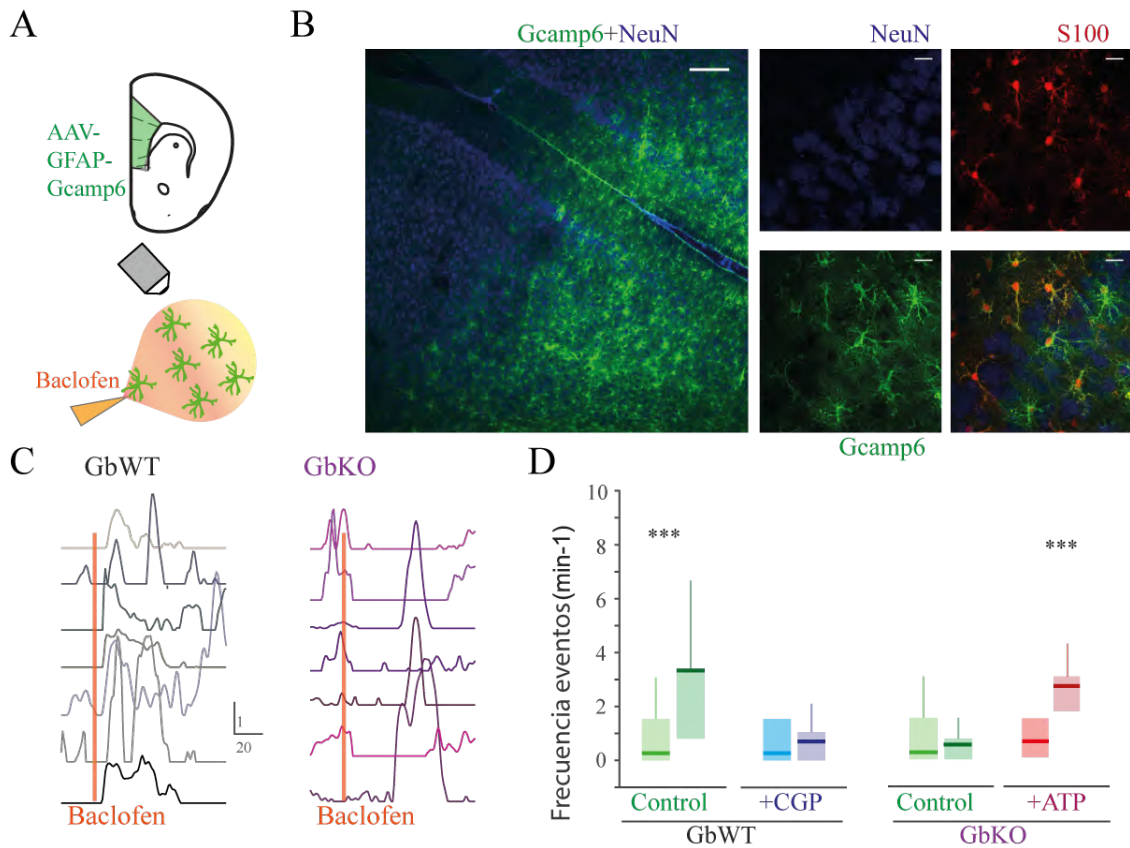 A
AAV-
GFAP-
Gcamp6
Baclofen
B
Gcamp6+NeuN
NeuN
S100
Gcamp6
C
GbWT
GbKO
1
20
Baclofen
Baclofen
D
Frecuencia eventos (min-1)
10
8
6
4
2
0
***
***
Control
+CGP
Control
+ATP
GbWT
GbKO